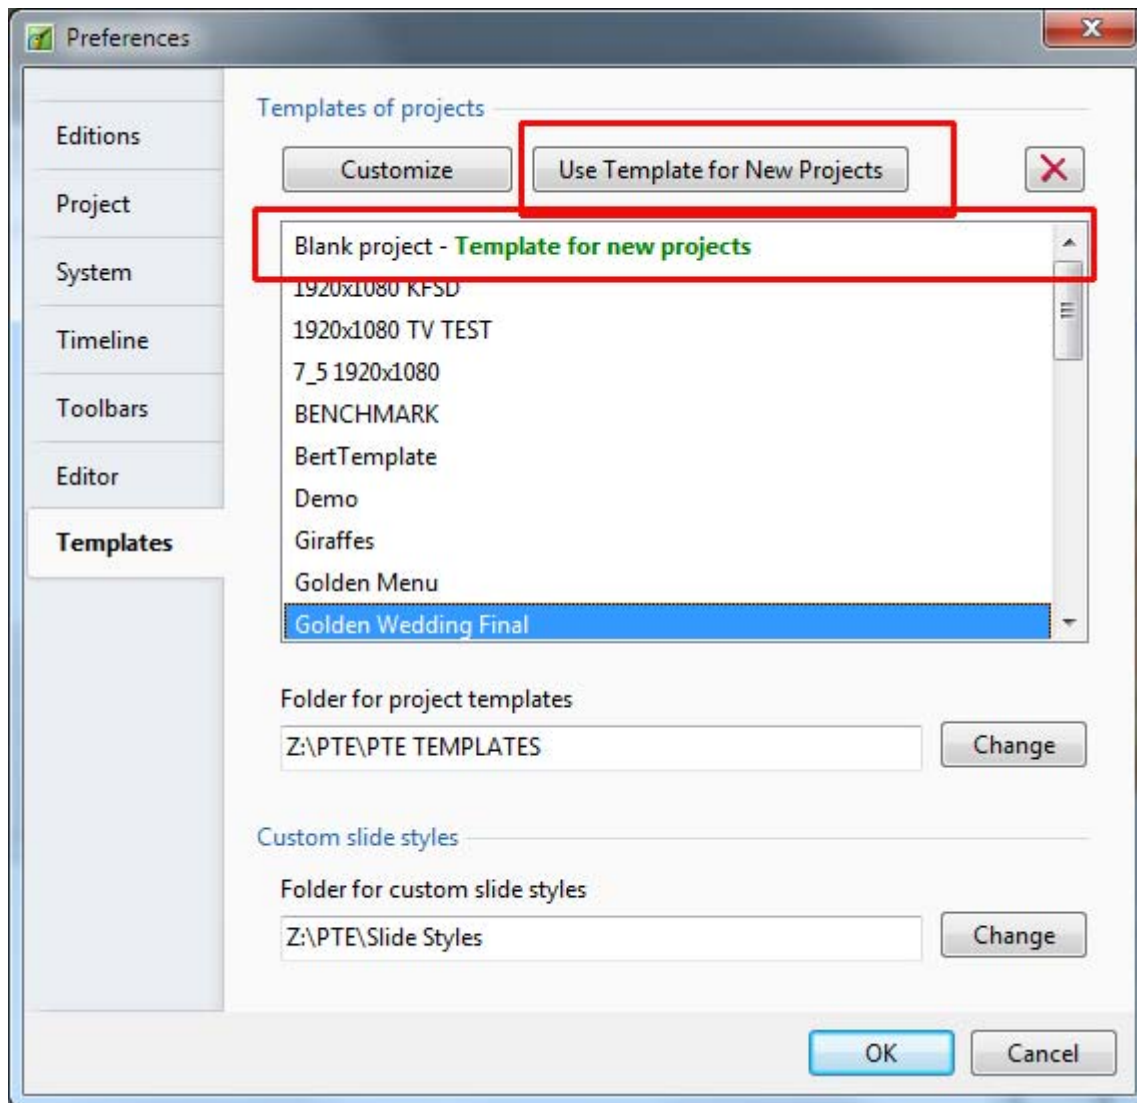 Preferences
Editions
Project
System
Timeline
Toolbars
Editor
Templates
Templates of projects
Customize
Use Template for New Projects
Blank project - Template for new projects
1920x1080 KFSD
1920x1080 TV TEST
7_5 1920x1080
BENCHMARK
BertTemplate
Demo
Giraffes
Golden Menu
Golden Wedding Final
Folder for project templates
Z:\PTE\PTE TEMPLATES
Change
Custom slide styles
Folder for custom slide styles
Z:\PTE\Slide Styles
Change
OK
Cancel